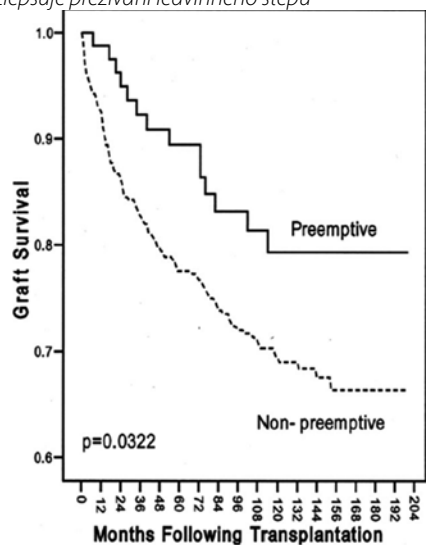 přežívání ledvinného štěpu
1.0
0.9
Preemptive
0.8
Graft Survival
0.7
Non- preemptive
p=0.0322
0.6
0 12 24 36 48 60 72 84 96 108 120 132 144 156 168 180 192 204
Months Following Transplantation